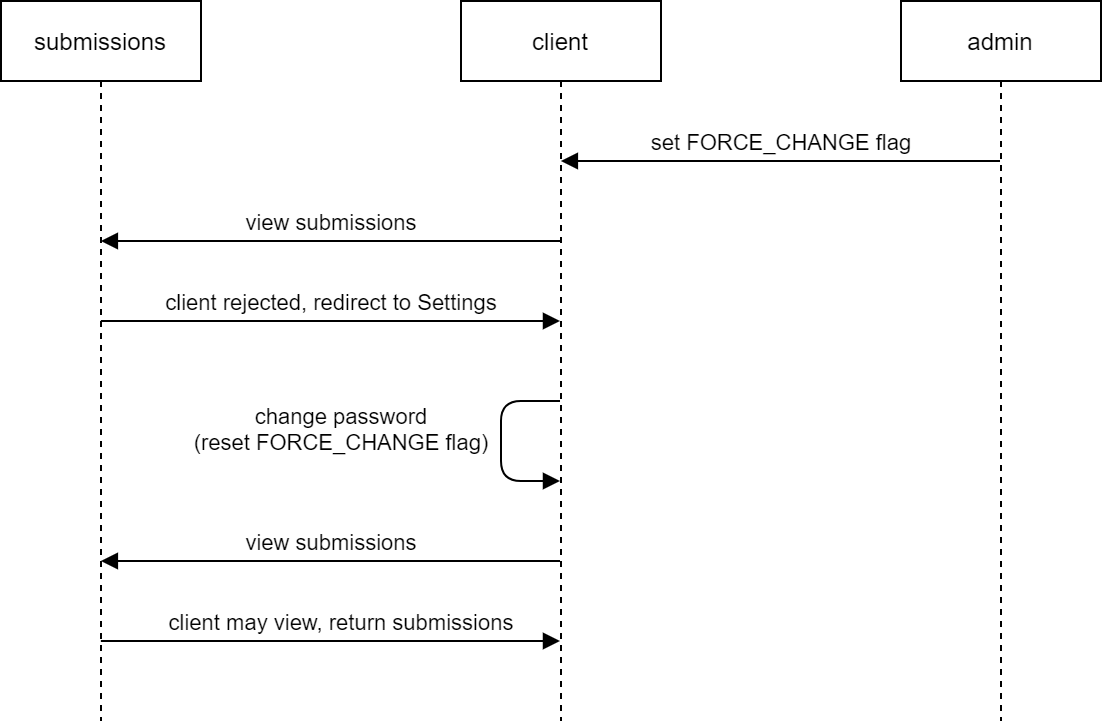 submissions
client
admin
set FORCE_CHANGE flag
view submissions
client rejected, redirect to Settings
change password
(reset FORCE_CHANGE flag)
view submissions
client may view, return submissions